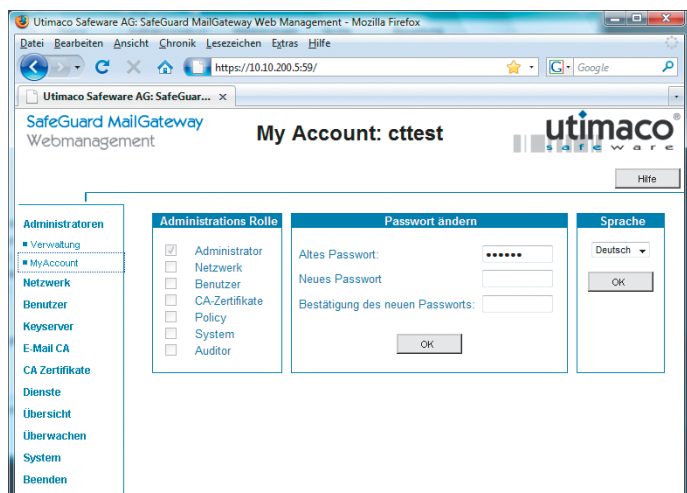 Utimaco Safeware AG: SafeGuard MailGateway Web Management - Mozilla Firefox
Datei Bearbeiten Ansicht Chronik Lesezeichen Extras Hilfe
https://10.10.200.5:59/
G Google
Utimaco Safeware AG: SafeGuar...
SafeGuard MailGateway
Webmanagement
My Account: cttest
utimaco®
safeware
Hilfe
Administratoren
Verwaltung
MyAccount
Netzwerk
Benutzer
Keyserver
E-Mail CA
CA Zertifikate
Dienste
Übersicht
Überwachen
System
Beenden
Administrations Rolle
Administrator
Netzwerk
Benutzer
CA-Zertifikate
Policy
System
Auditor
Passwort ändern
Altes Passwort: ••••••
Neues Passwort
Bestätigung des neuen Passworts:
OK
Sprache
Deutsch
OK